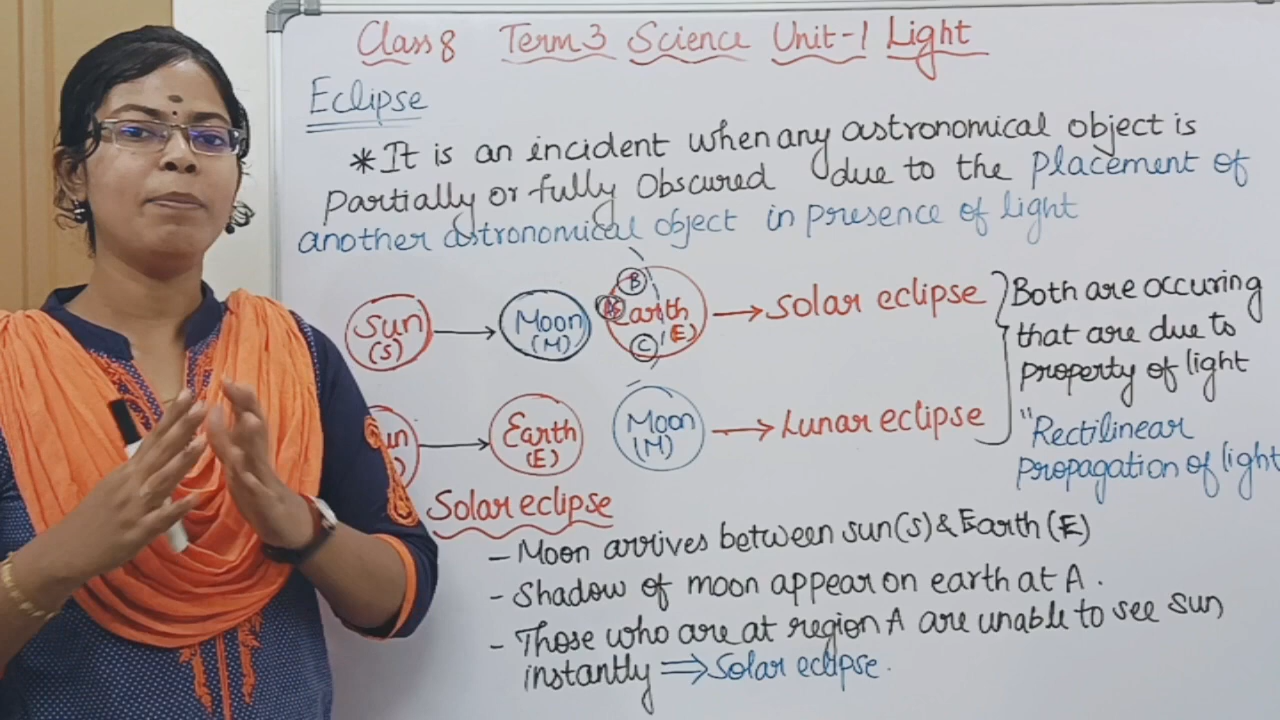 Class 8 Term 3 Science Unit-1 Light
Eclipse
*It is an incident when any astronomical object is
Partially or fully Obscured due to the Placement of
another astronomical object in presence of light
Sun (S) → Moon (M) B A Earth (E) C → Solar eclipse
Both are occuring
that are due to
property of light
"Rectilinear
propagation of light
un → Earth (E) Moon (M) → Lunar eclipse
Solar eclipse
- Moon arrives between sun(s) & Earth (E)
- Shadow of moon appear on earth at A.
- Those who are at region A are unable to see sun
instantly ⇒ Solar eclipse.